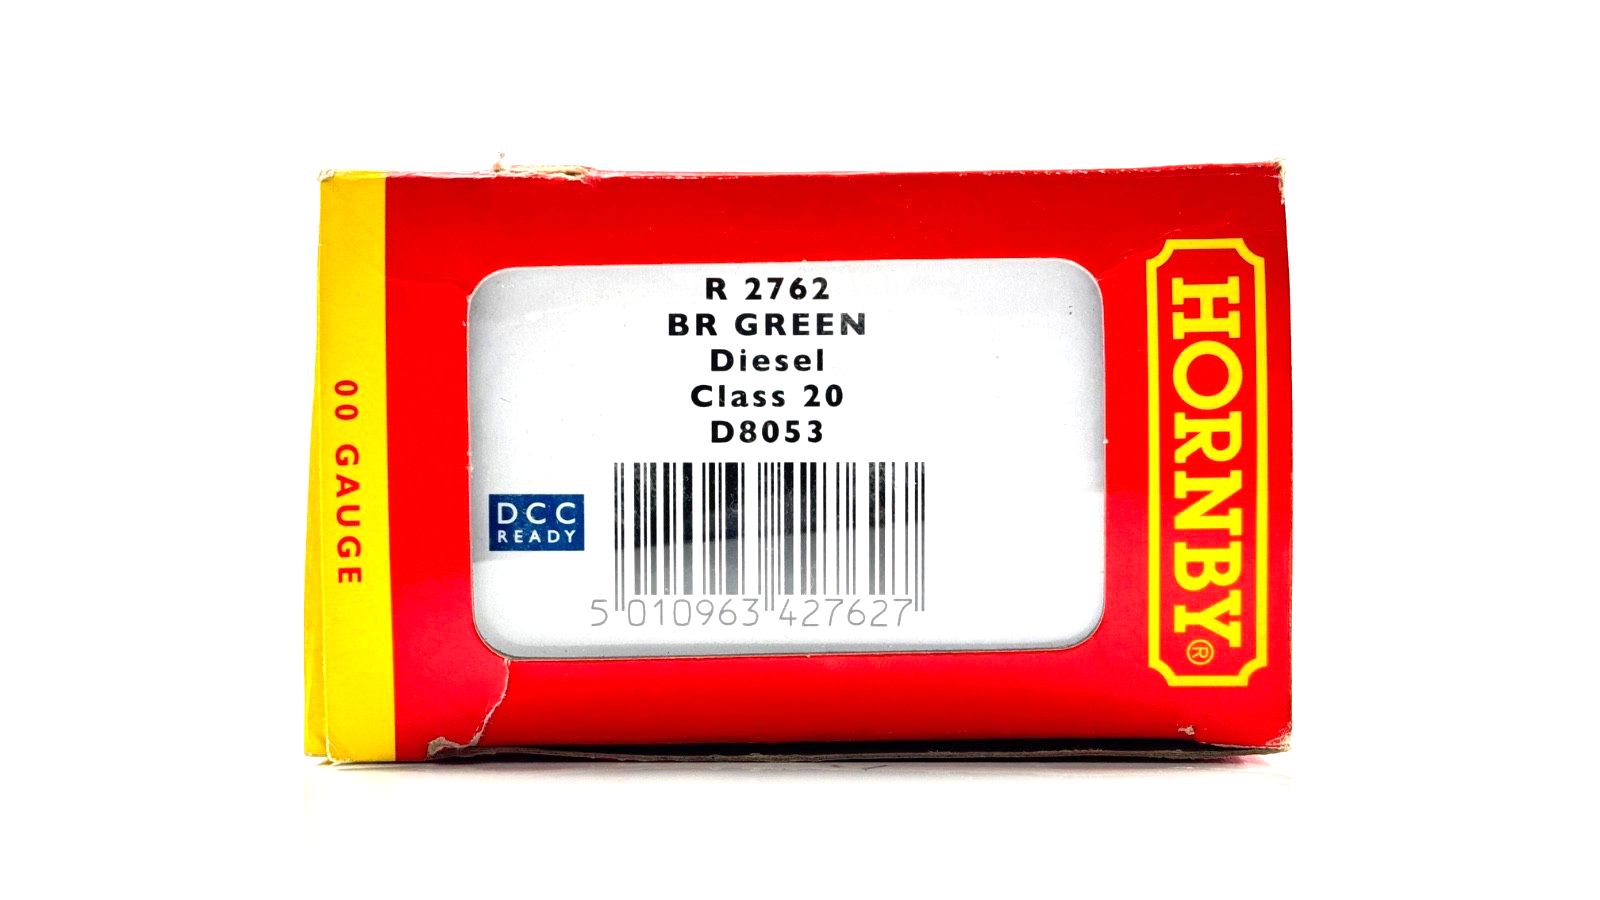 R 2762
BR GREEN
Diesel
Class 20
D8053
DCC
READY
5 010963 427627
00 GAUGE
HORNBY®